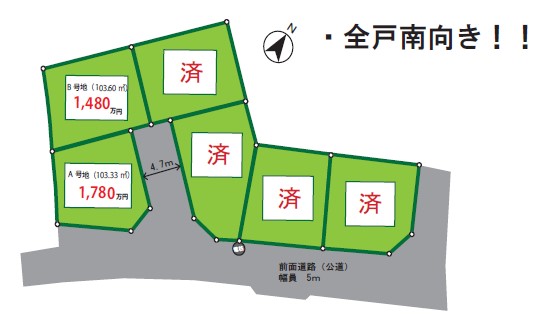 N
・全戸南向き！！
済
B 号地（103.60 ㎡）
1,480万円
済
4.7m
A 号地（103.33 ㎡）
1,780万円
済
済
前面道路（公道）
幅員　5m